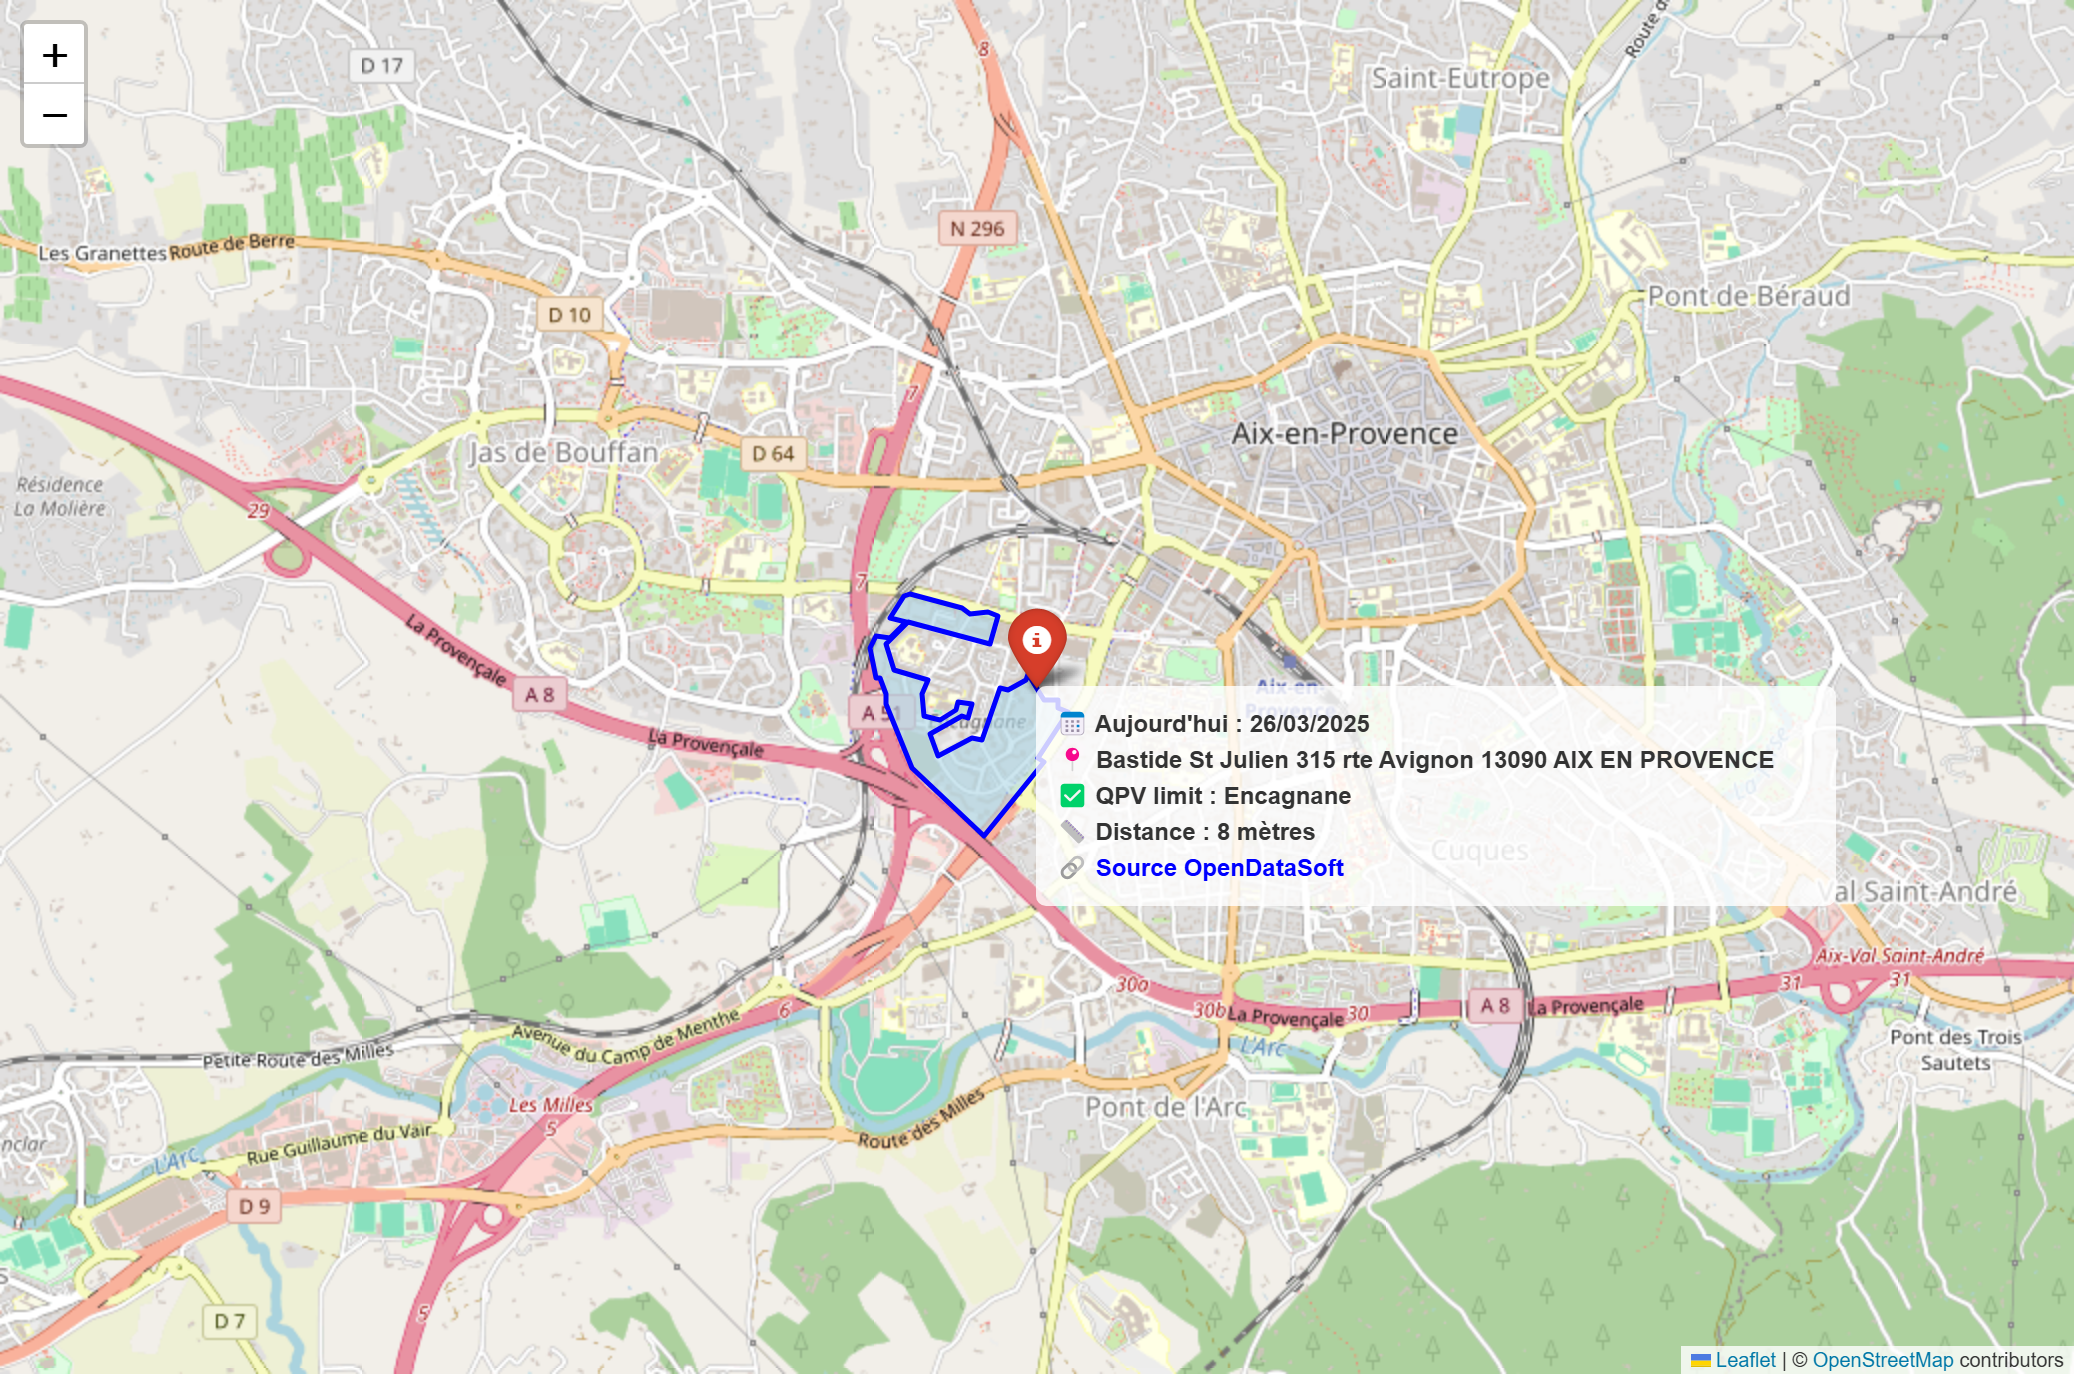 +
−
D 17
8
Route d
Saint-Eutrope
N 296
Les Granettes
Route de Berre
D 10
Pont de Béraud
7
Aix-en-Provence
Jas de Bouffan
D 64
Résidence
La Molière
29
7
La Provençale
A 8
Aix-en-
Provence
A 51
La Provençale
Aujourd'hui : 26/03/2025
Bastide St Julien 315 rte Avignon 13090 AIX EN PROVENCE
QPV limit : Encagnane
Distance : 8 mètres
Source OpenDataSoft
Cuques
Val Saint-André
Aix-Val Saint-André
30a
31
31
30b
La Provençale
30
A 8
La Provençale
6
Avenue du Camp de Menthe
Petite Route des Milles
L'Arc
Pont des Trois
Sautets
Les Milles
5
Pont de l'Arc
Route des Milles
Rue Guillaume du Vair
nclar
L'Arc
D 9
s
5
D 7
Leaflet | © OpenStreetMap contributors